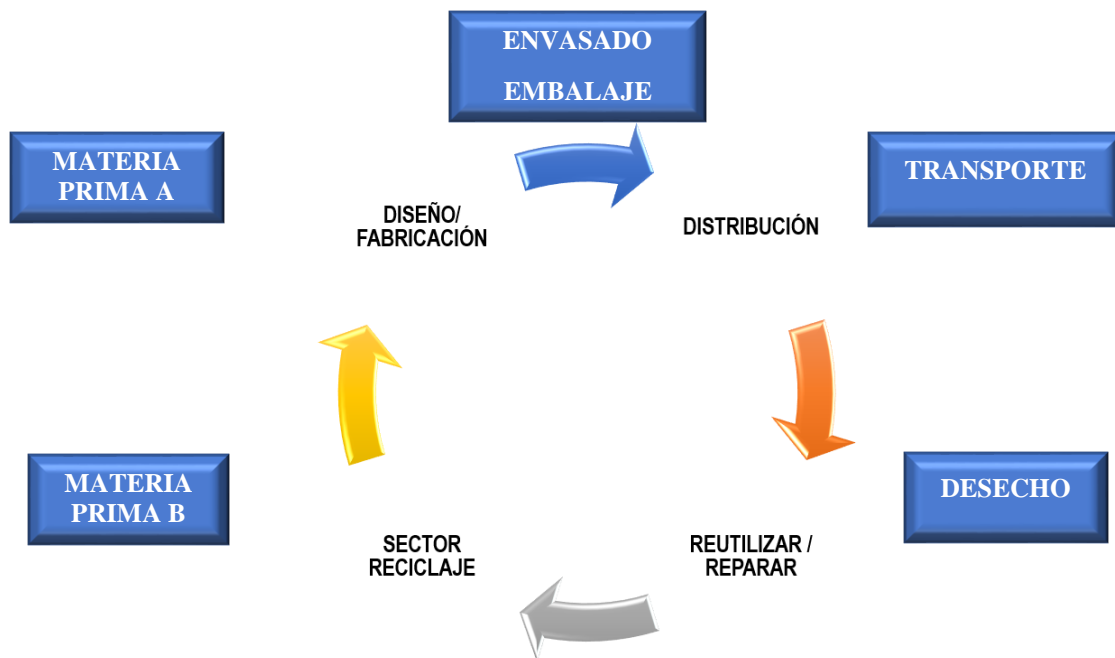 ENVASADO
EMBALAJE
MATERIA
PRIMA A
TRANSPORTE
DISEÑO/
FABRICACIÓN
DISTRIBUCIÓN
MATERIA
PRIMA B
DESECHO
SECTOR
RECICLAJE
REUTILIZAR /
REPARAR